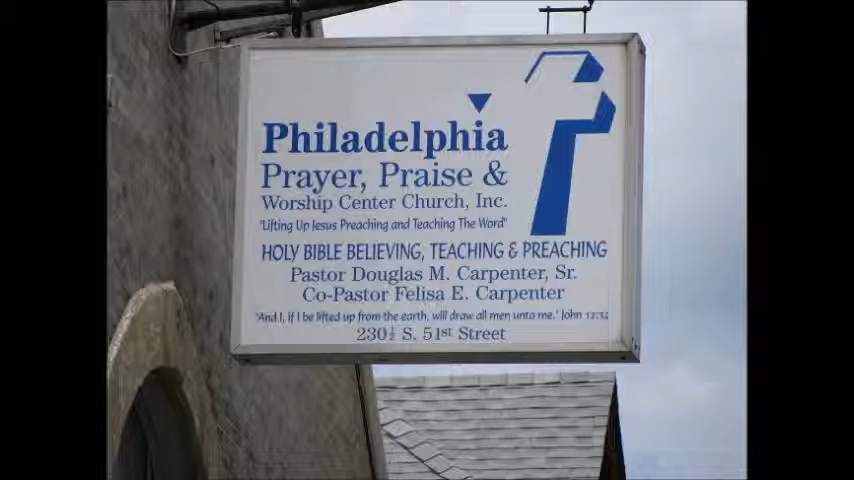 Philadelphia
Prayer, Praise &
Worship Center Church, Inc.
"Lifting Up Jesus Preaching and Teaching The Word"
HOLY BIBLE BELIEVING, TEACHING & PREACHING
Pastor Douglas M. Carpenter, Sr.
Co-Pastor Felisa E. Carpenter
"And I, if I be lifted up from the earth, will draw all men unto me." John 12:32
230½ S. 51st Street